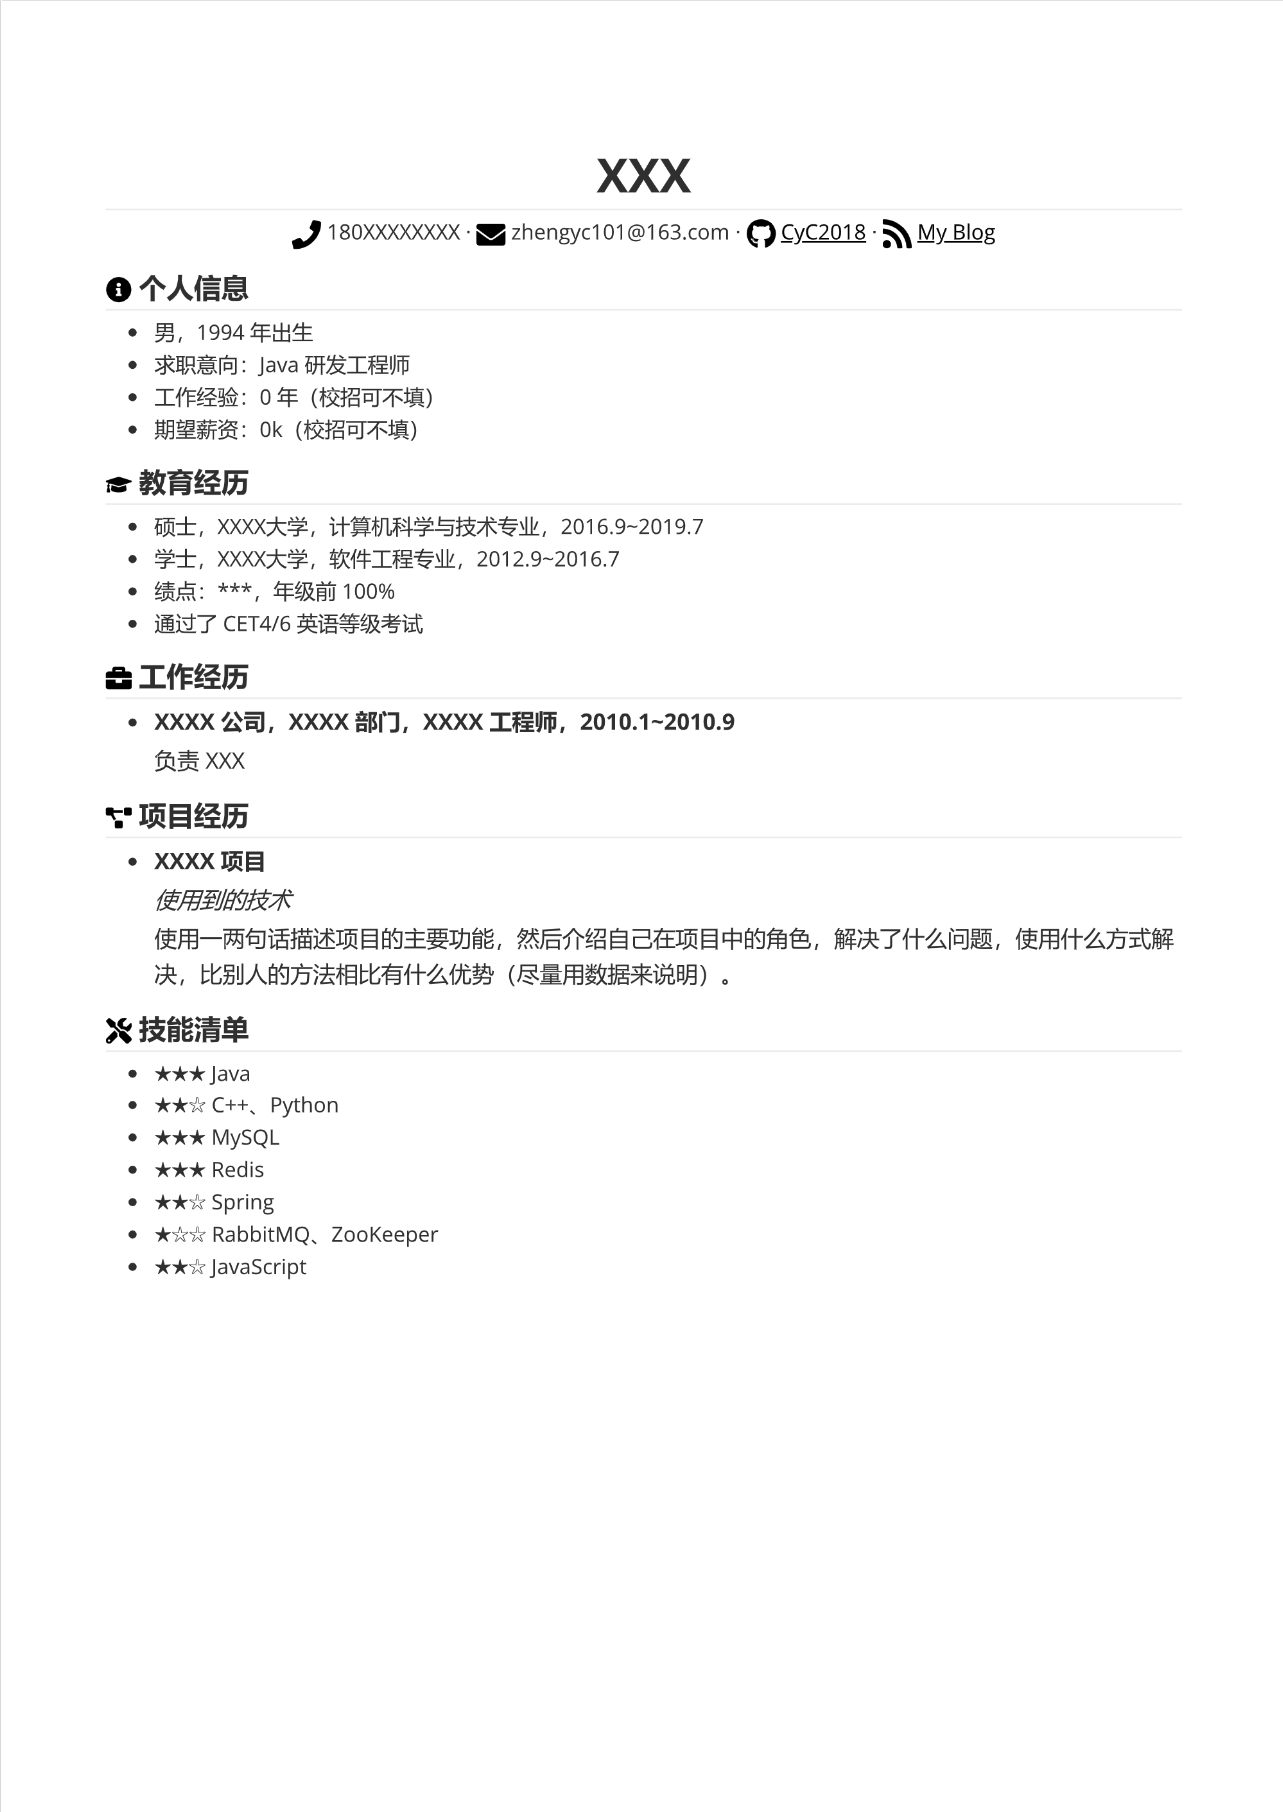 XXX
180XXXXXXXX · zhengyc101@163.com · CyC2018 · My Blog
个人信息
• 男，1994 年出生
• 求职意向：Java 研发工程师
• 工作经验：0 年（校招可不填）
• 期望薪资：0k（校招可不填）
教育经历
• 硕士，XXXX大学，计算机科学与技术专业，2016.9~2019.7
• 学士，XXXX大学，软件工程专业，2012.9~2016.7
• 绩点：***，年级前 100%
• 通过了 CET4/6 英语等级考试
工作经历
• XXXX 公司，XXXX 部门，XXXX 工程师，2010.1~2010.9
负责 XXX
项目经历
• XXXX 项目
使用到的技术
使用一两句话描述项目的主要功能，然后介绍自己在项目中的角色，解决了什么问题，使用什么方式解
决，比别人的方法相比有什么优势（尽量用数据来说明）。
技能清单
• ★★★ Java
• ★★☆ C++、Python
• ★★★ MySQL
• ★★★ Redis
• ★★☆ Spring
• ★☆☆ RabbitMQ、ZooKeeper
• ★★☆ JavaScript